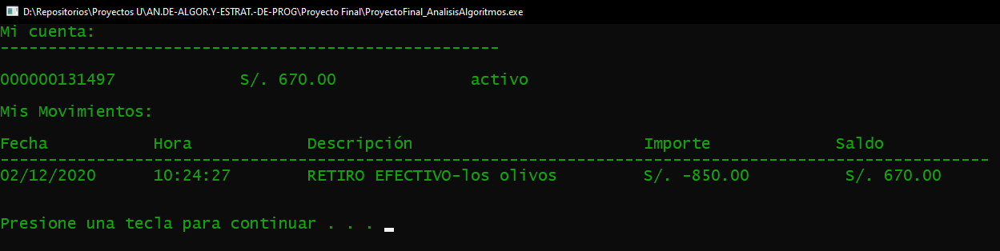 D:\Repositorios\Proyectos U\AN.DE-ALGOR.Y-ESTRAT.-DE-PROG\Proyecto Final\ProyectoFinal_AnalisisAlgoritmos.exe
Mi cuenta:
----------------------------------------------------
000000131497 S/. 670.00 activo
Mis Movimientos:
Fecha Hora Descripción Importe Saldo
-------------------------------------------------------------------------------------------------------
02/12/2020 10:24:27 RETIRO EFECTIVO-los olivos S/. -850.00 S/. 670.00
Presione una tecla para continuar . . .